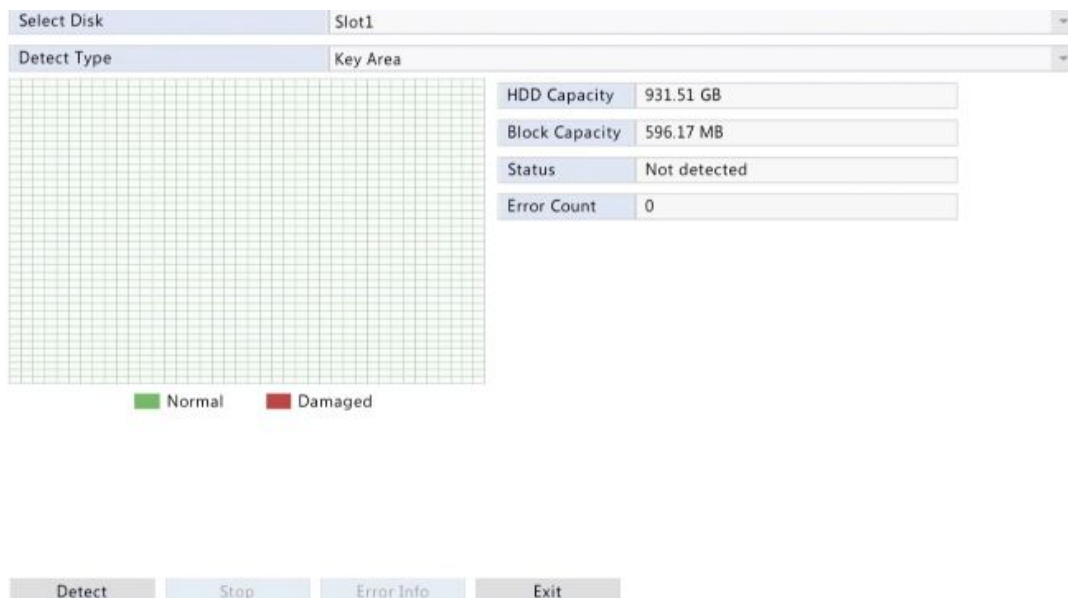 Select Disk Slot1
Detect Type Key Area
HDD Capacity 931.51 GB
Block Capacity 596.17 MB
Status Not detected
Error Count 0
Normal Damaged
Detect Stop Error Info Exit